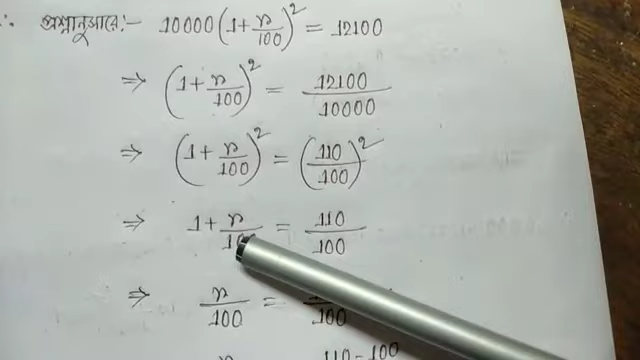 ∴ প্রশ্নানুসারে:- 10000(1+n/100)² = 12100
⇒ (1+n/100)² = 12100/10000
⇒ (1+n/100)² = (110/100)²
⇒ 1+n/10 = 110/100
⇒ n/100 = /100
n 110-100